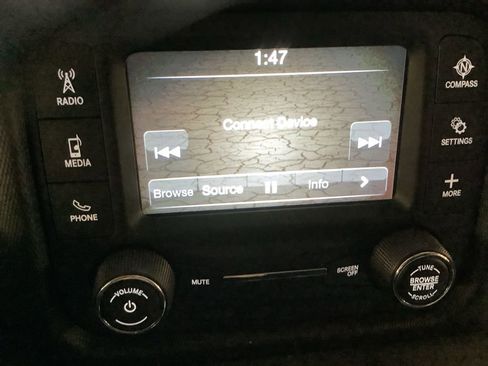 1:47
RADIO
COMPASS
N
Connect Device
MEDIA
SETTINGS
Browse Source Info
PHONE
MORE
MUTE
SCREEN
OFF
VOLUME
TUNE
BROWSE
ENTER
SCROLL